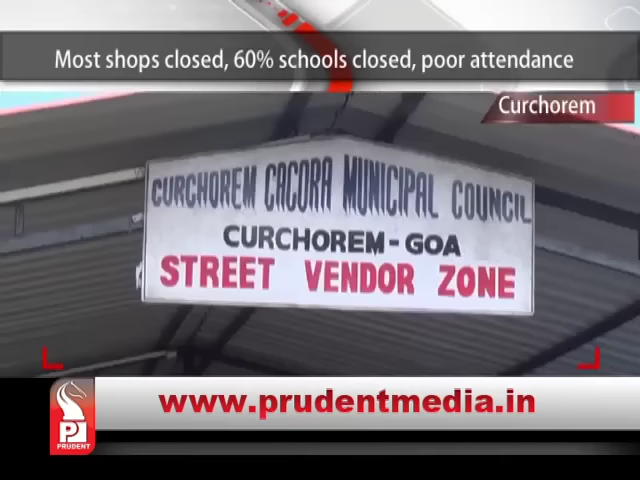 Most shops closed, 60% schools closed, poor attendance
Curchorem
CURCHOREM CACORA MUNICIPAL COUNCIL
CURCHOREM - GOA
STREET VENDOR ZONE
www.prudentmedia.in
PRUDENT